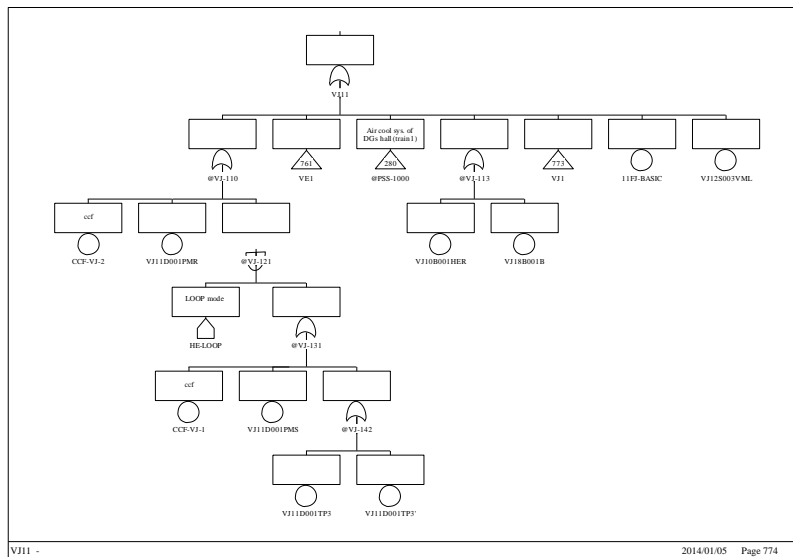 VJ11
Air cool sys. of
DGs hall(train1)
761
280
773
@VJ-110
VE1
@PSS-1000
@VJ-113
VJ1
11FJ-BASIC
VJ12S003VML
ccf
CCF-VJ-2
VJ11D001PMR
@VJ-121
VJ10B001HER
VJ18B001B
LOOP mode
HE-LOOP
@VJ-131
ccf
CCF-VJ-1
VJ11D001PMS
@VJ-142
VJ11D001TP3
VJ11D001TP3'
VJ11 -
2014/01/05 Page 774